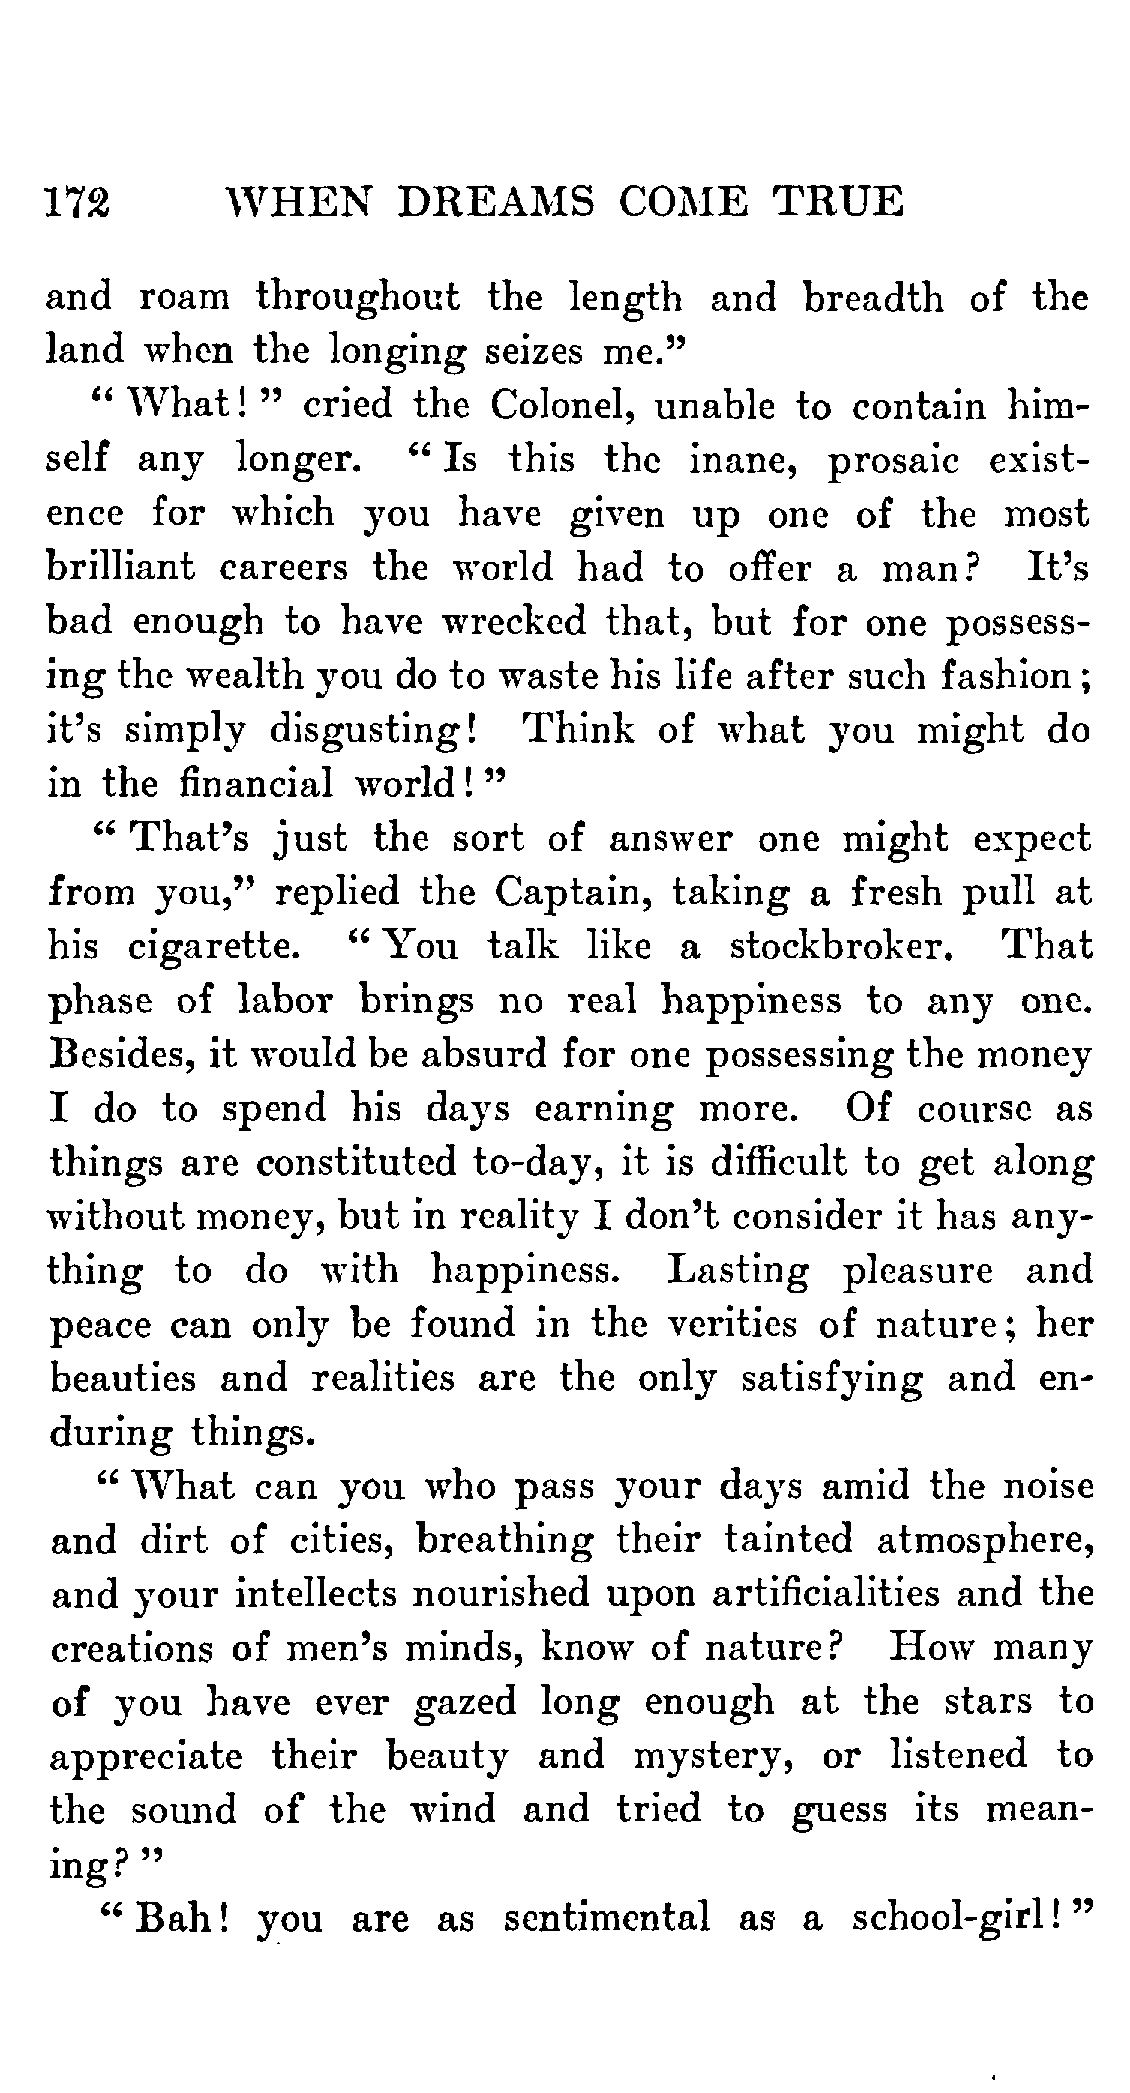 172 WHEN DREAMS COME TRUE
and roam throughout the length and breadth of the
land when the longing seizes me.”
“ What! ” cried the Colonel, unable to contain him-
self any longer. “ Is this the inane, prosaic exist-
ence for which you have given up one of the most
brilliant careers the world had to offer a man? It’s
bad enough to have wrecked that, but for one possess-
ing the wealth you do to waste his life after such fashion;
it’s simply disgusting! Think of what you might do
in the financial world! ”
“ That’s just the sort of answer one might expect
from you,” replied the Captain, taking a fresh pull at
his cigarette. “ You talk like a stockbroker. That
phase of labor brings no real happiness to any one.
Besides, it would be absurd for one possessing the money
I do to spend his days earning more. Of course as
things are constituted to-day, it is difficult to get along
without money, but in reality I don’t consider it has any-
thing to do with happiness. Lasting pleasure and
peace can only be found in the verities of nature; her
beauties and realities are the only satisfying and en-
during things.
“ What can you who pass your days amid the noise
and dirt of cities, breathing their tainted atmosphere,
and your intellects nourished upon artificialities and the
creations of men’s minds, know of nature? How many
of you have ever gazed long enough at the stars to
appreciate their beauty and mystery, or listened to
the sound of the wind and tried to guess its mean-
ing? ”
“ Bah! you are as sentimental as a school-girl! ”